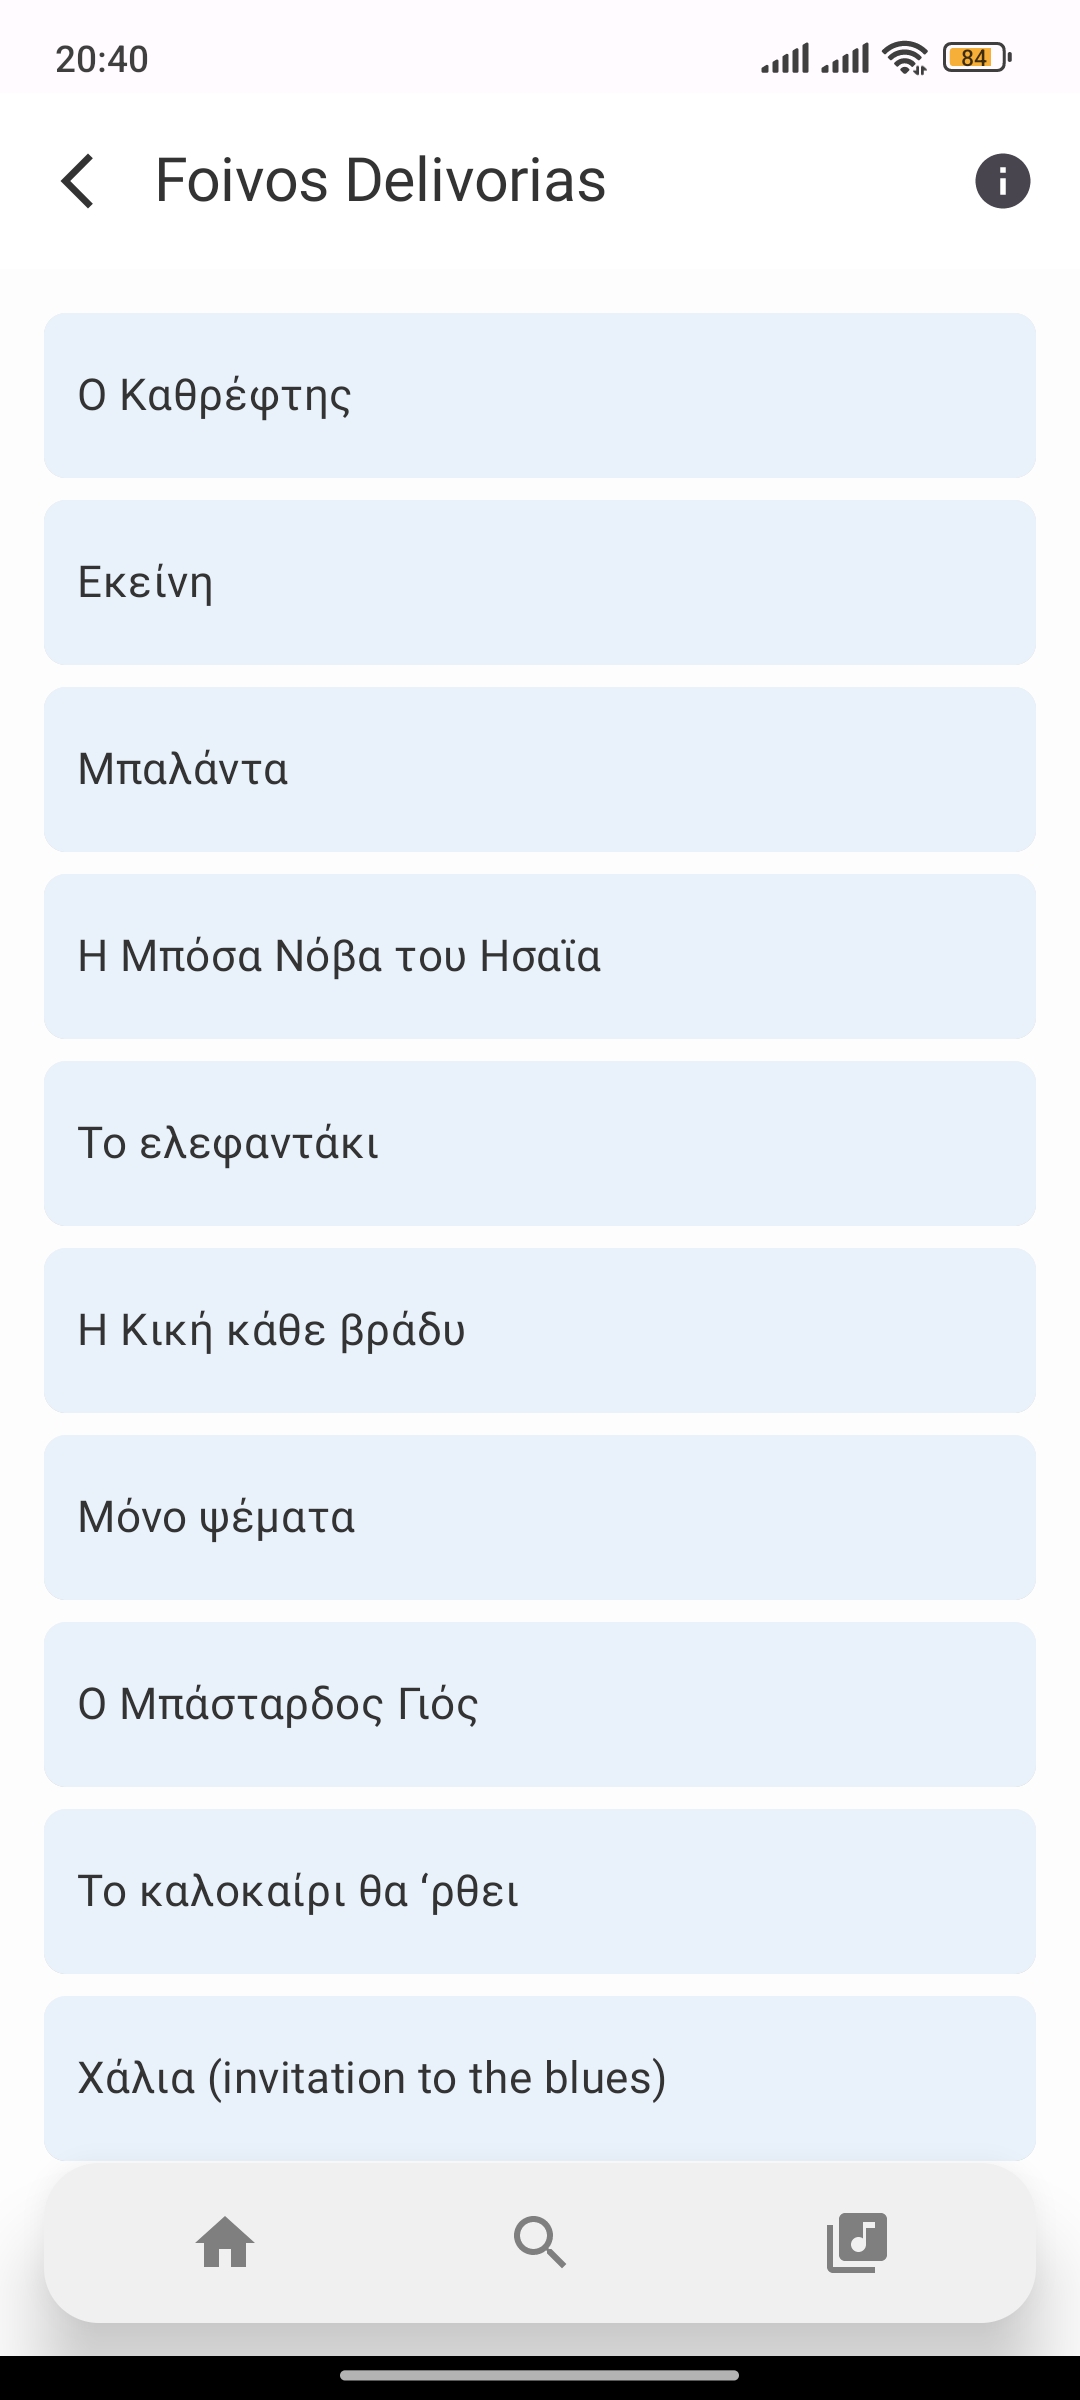 20:40
84
Foivos Delivorias
Ο Καθρέφτης
Εκείνη
Μπαλάντα
Η Μπόσα Νόβα του Ησαΐα
Το ελεφαντάκι
Η Κική κάθε βράδυ
Μόνο ψέματα
Ο Μπάσταρδος Γιός
Το καλοκαίρι θα ‘ρθει
Χάλια (invitation to the blues)